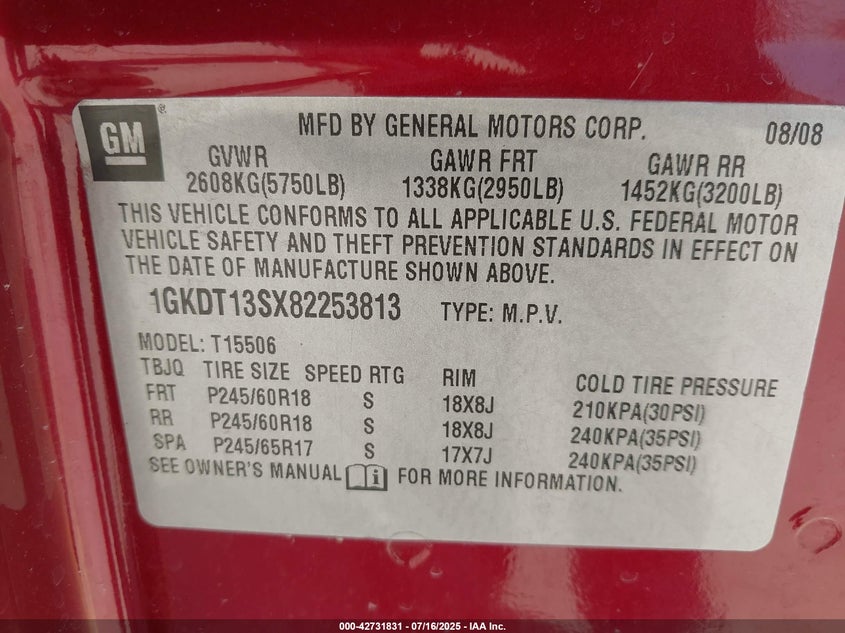 GM®
MFD BY GENERAL MOTORS CORP. 08/08
GVWR GAWR FRT GAWR RR
2608KG(5750LB) 1338KG(2950LB) 1452KG(3200LB)
THIS VEHICLE CONFORMS TO ALL APPLICABLE U.S. FEDERAL MOTOR
VEHICLE SAFETY AND THEFT PREVENTION STANDARDS IN EFFECT ON
THE DATE OF MANUFACTURE SHOWN ABOVE.
1GKDT13SX82253813 TYPE: M.P.V.
MODEL: T15506
TBJQ TIRE SIZE SPEED RTG RIM COLD TIRE PRESSURE
FRT P245/60R18 S 18X8J 210KPA(30PSI)
RR P245/60R18 S 18X8J 240KPA(35PSI)
SPA P245/65R17 S 17X7J 240KPA(35PSI)
SEE OWNER'S MANUAL i FOR MORE INFORMATION.
000-42731831 - 07/16/2025 - IAA Inc.